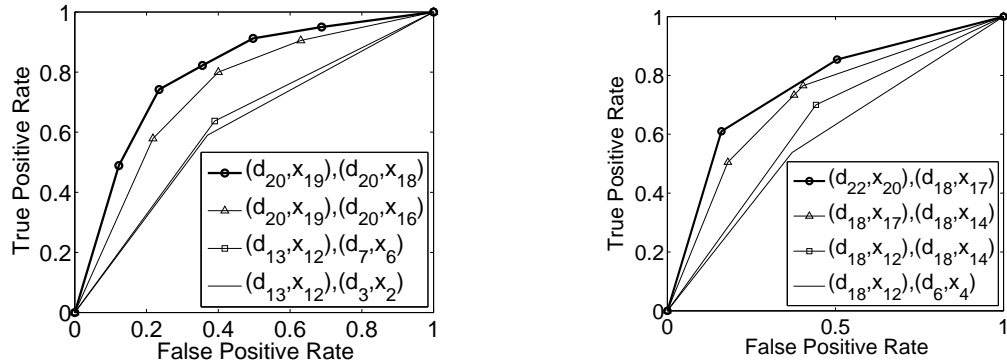 1
0.8
0.6
0.4
0.2
0
True Positive Rate
(d20,x19),(d20,x18)
(d20,x19),(d20,x16)
(d13,x12),(d7,x6)
(d13,x12),(d3,x2)
0 0.2 0.4 0.6 0.8 1
False Positive Rate
1
0.8
0.6
0.4
0.2
0
True Positive Rate
(d22,x20),(d18,x17)
(d18,x17),(d18,x14)
(d18,x12),(d18,x14)
(d18,x12),(d6,x4)
0 0.5 1
False Positive Rate